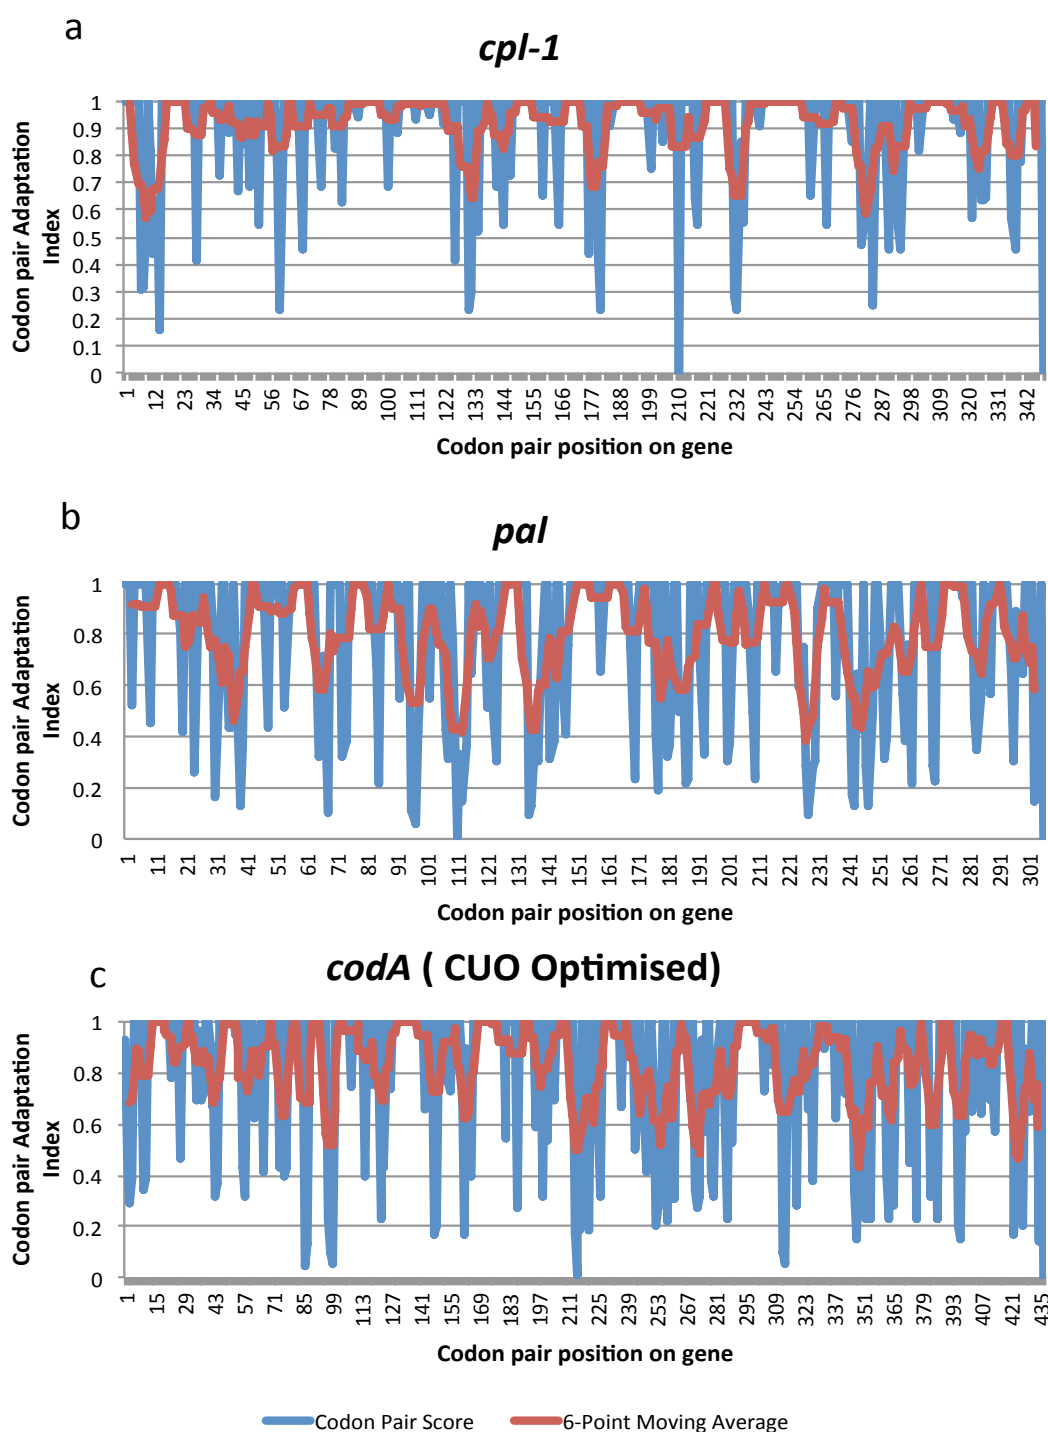 a
cpl-1
Codon pair Adaptation
Index
1
0.9
0.8
0.7
0.6
0.5
0.4
0.3
0.2
0.1
0
1 12 23 34 45 56 67 78 89 100 111 122 133 144 155 166 177 188 199 210 221 232 243 254 265 276 287 298 309 320 331 342
Codon pair position on gene
b
pal
Codon pair Adaptation
Index
1
0.8
0.6
0.4
0.2
0
1 11 21 31 41 51 61 71 81 91 101 111 121 131 141 151 161 171 181 191 201 211 221 231 241 251 261 271 281 291 301
Codon pair position on gene
c
codA ( CUO Optimised)
Codon pair Adaptation
Index
1
0.8
0.6
0.4
0.2
0
1 15 29 43 57 71 85 99 113 127 141 155 169 183 197 211 225 239 253 267 281 295 309 323 337 351 365 379 393 407 421 435
Codon pair position on gene
Codon Pair Score 6-Point Moving Average